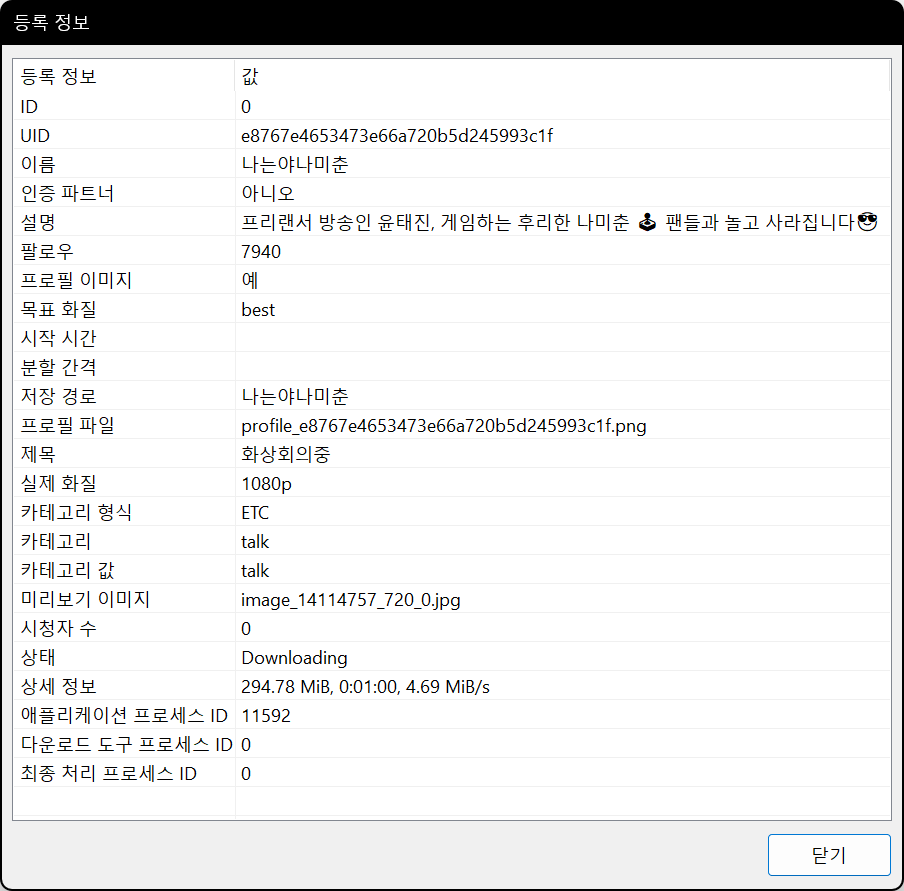 등록 정보
등록 정보 값
ID 0
UID e8767e4653473e66a720b5d245993c1f
이름 나는야나미춘
인증 파트너 아니오
설명 프리랜서 방송인 윤태진, 게임하는 후리한 나미춘 🕹 팬들과 놀고 사라집니다😎
팔로우 7940
프로필 이미지 예
목표 화질 best
시작 시간
분할 간격
저장 경로 나는야나미춘
프로필 파일 profile_e8767e4653473e66a720b5d245993c1f.png
제목 화상회의중
실제 화질 1080p
카테고리 형식 ETC
카테고리 talk
카테고리 값 talk
미리보기 이미지 image_14114757_720_0.jpg
시청자 수 0
상태 Downloading
상세 정보 294.78 MiB, 0:01:00, 4.69 MiB/s
애플리케이션 프로세스 ID 11592
다운로드 도구 프로세스 ID 0
최종 처리 프로세스 ID 0
닫기